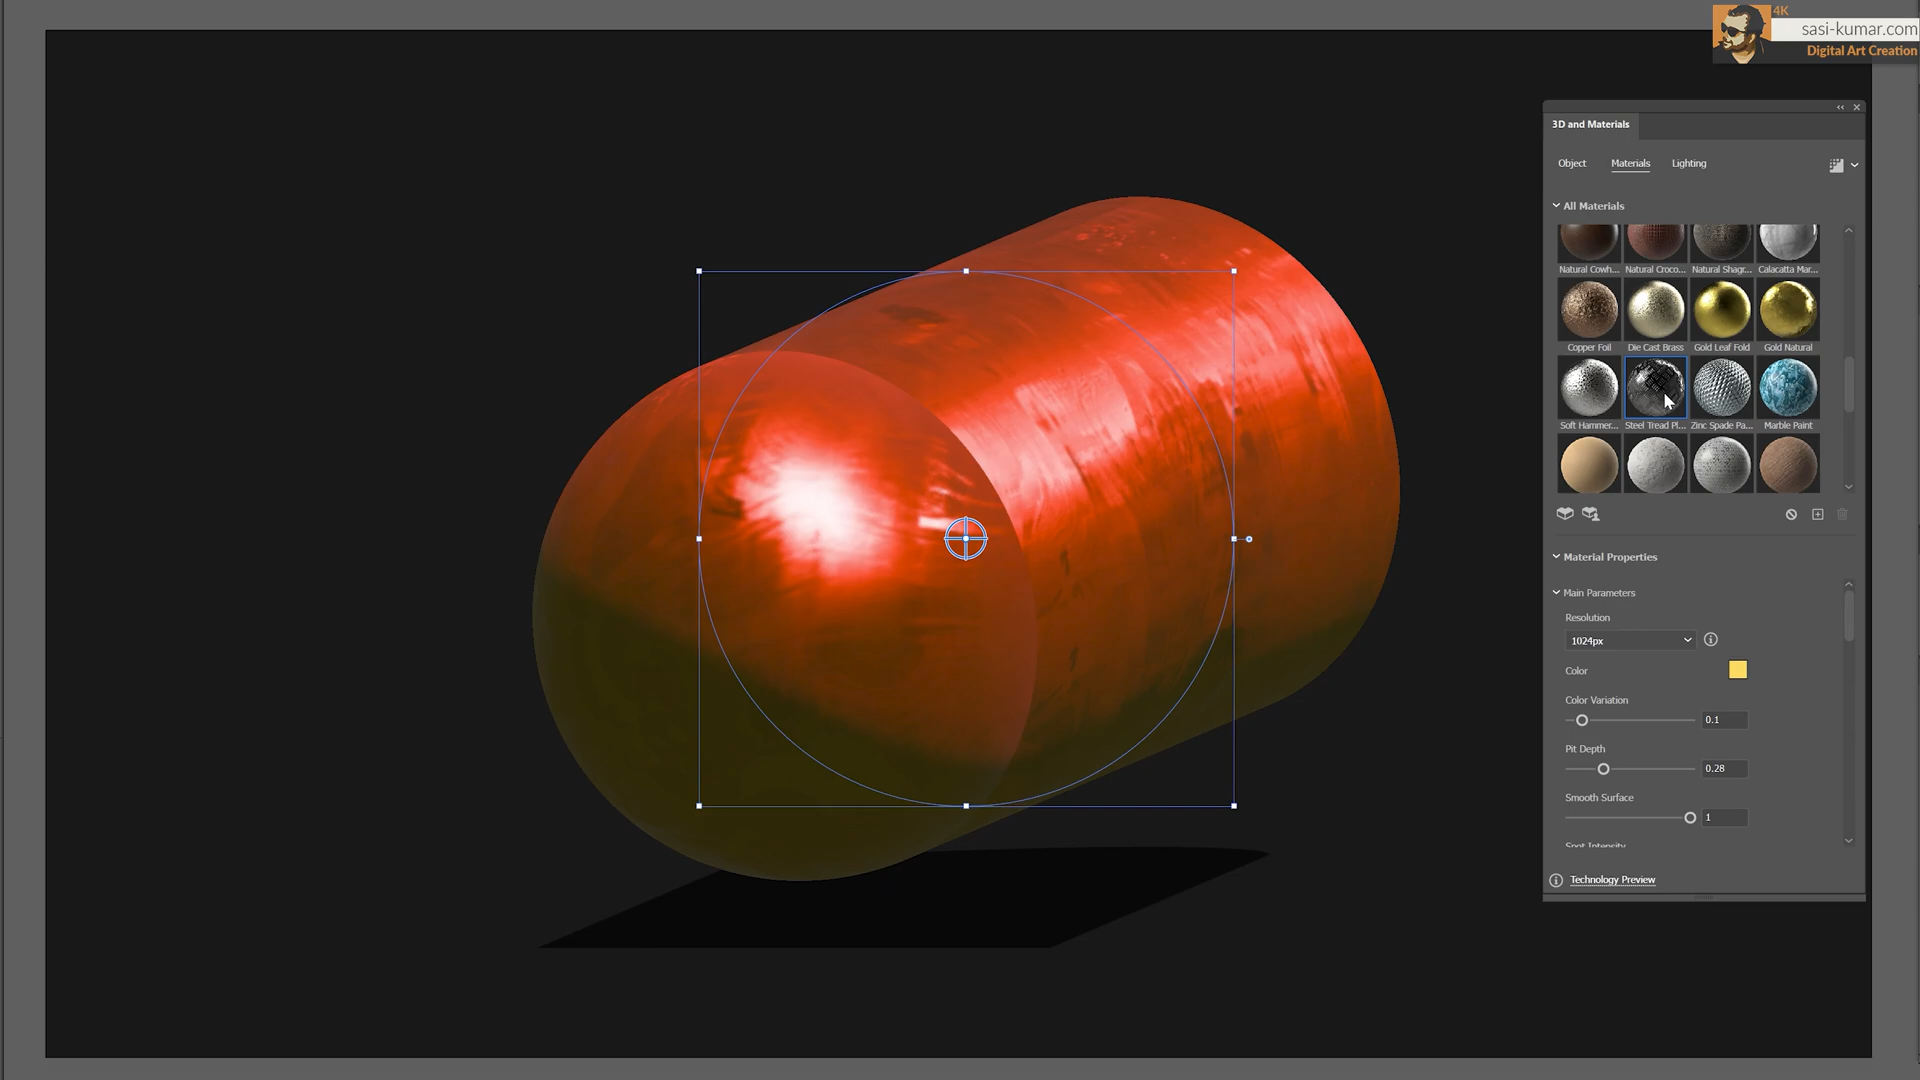 4K
sasi-kumar.com
Digital Art Creation
3D and Materials
Object Materials Lighting
All Materials
Natural Cowh... Natural Croco... Natural Shagr... Calacatta Mar...
Copper Foil Die Cast Brass Gold Leaf Fold Gold Natural
Soft Hammer... Steel Tread Pl... Zinc Spade Pa... Marble Paint
Material Properties
Main Parameters
Resolution
1024px
Color
Color Variation
0.1
Pit Depth
0.28
Smooth Surface
1
Spot Intensity
Technology Preview